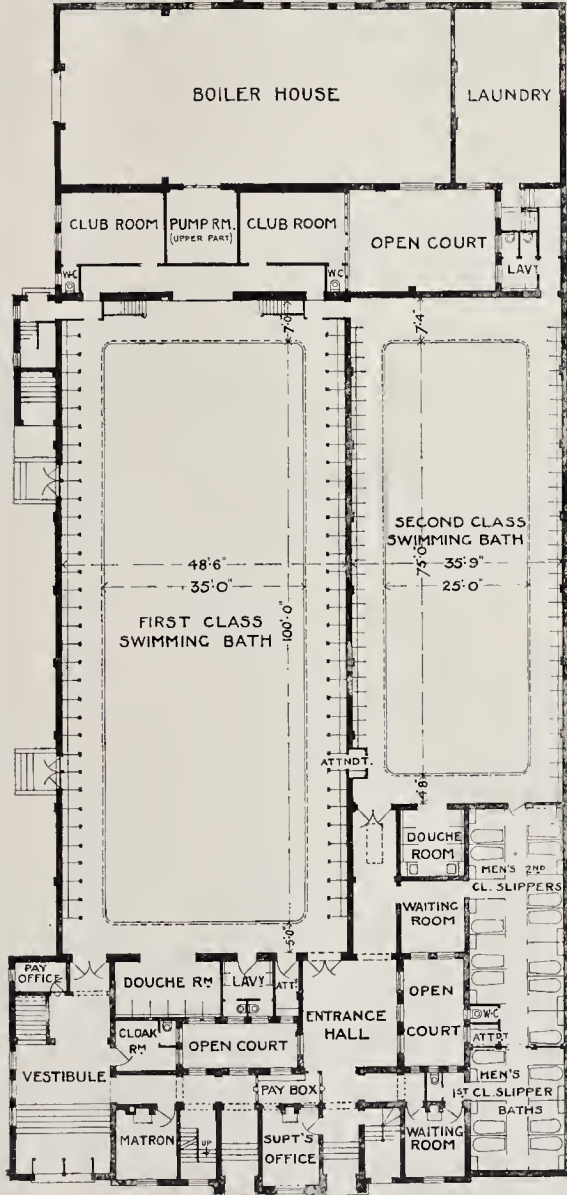 BOILER HOUSE
LAUNDRY
CLUB ROOM
PUMP RM.
(UPPER PART)
CLUB ROOM
OPEN COURT
W·C
W·C
LAVY.
7'·0"
7'·4"
SECOND CLASS
SWIMMING BATH
75'·0"
35'·9"
25'·0"
48'·6"
35'·0"
FIRST CLASS
SWIMMING BATH
100'·0"
ATTNDT.
4'8"
DOUCHE
ROOM
MEN'S 2ND
CL. SLIPPERS
WAITING
ROOM
5'·0"
PAY
OFFICE
DOUCHE RM
LAVY
ATT.
ENTRANCE
HALL
OPEN
COURT
W·C
ATTDT.
CLOAK
RM
OPEN COURT
VESTIBULE
PAY BOX
MEN'S
1ST CL. SLIPPER
BATHS
MATRON
UP
SUPT'S
OFFICE
WAITING
ROOM